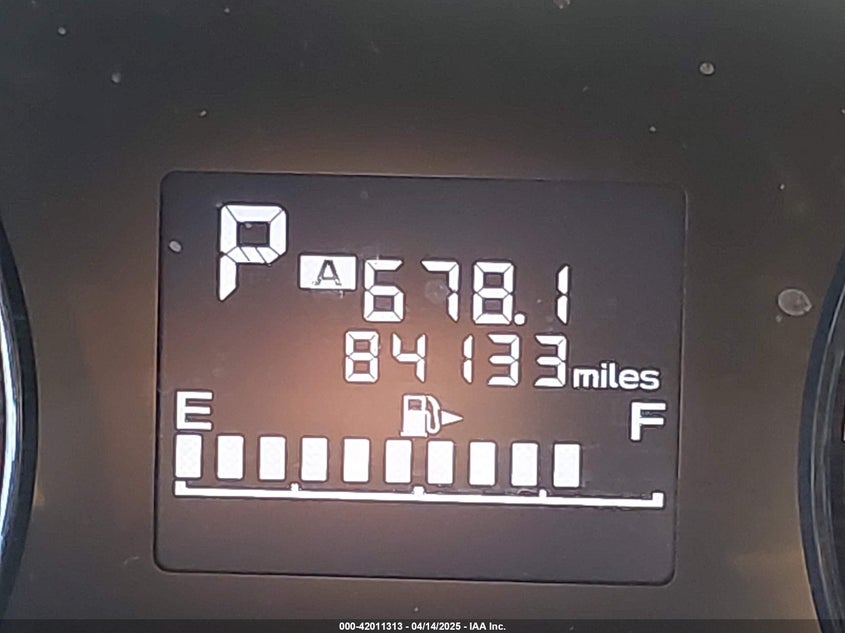 P
A 678.1
84133 miles
E F
000-42011313 - 04/14/2025 - IAA Inc.